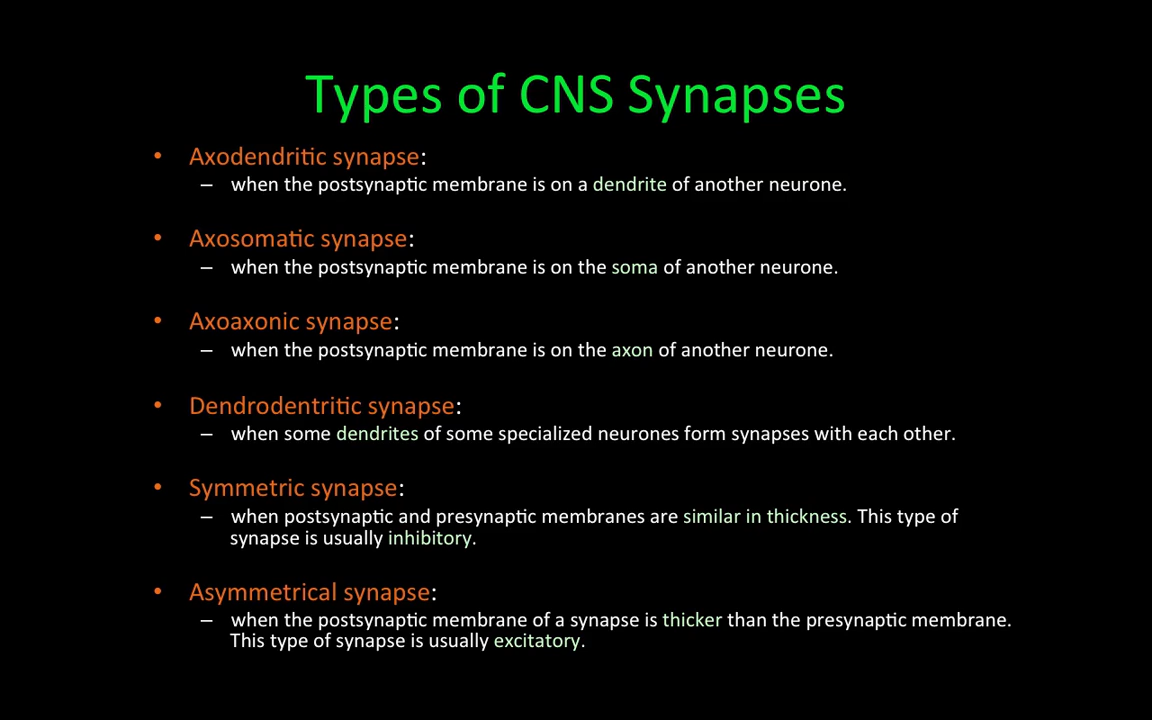 Types of CNS Synapses
• Axodendritic synapse:
– when the postsynaptic membrane is on a dendrite of another neurone.
• Axosomatic synapse:
– when the postsynaptic membrane is on the soma of another neurone.
• Axoaxonic synapse:
– when the postsynaptic membrane is on the axon of another neurone.
• Dendrodentritic synapse:
– when some dendrites of some specialized neurones form synapses with each other.
• Symmetric synapse:
– when postsynaptic and presynaptic membranes are similar in thickness. This type of
synapse is usually inhibitory.
• Asymmetrical synapse:
– when the postsynaptic membrane of a synapse is thicker than the presynaptic membrane.
This type of synapse is usually excitatory.